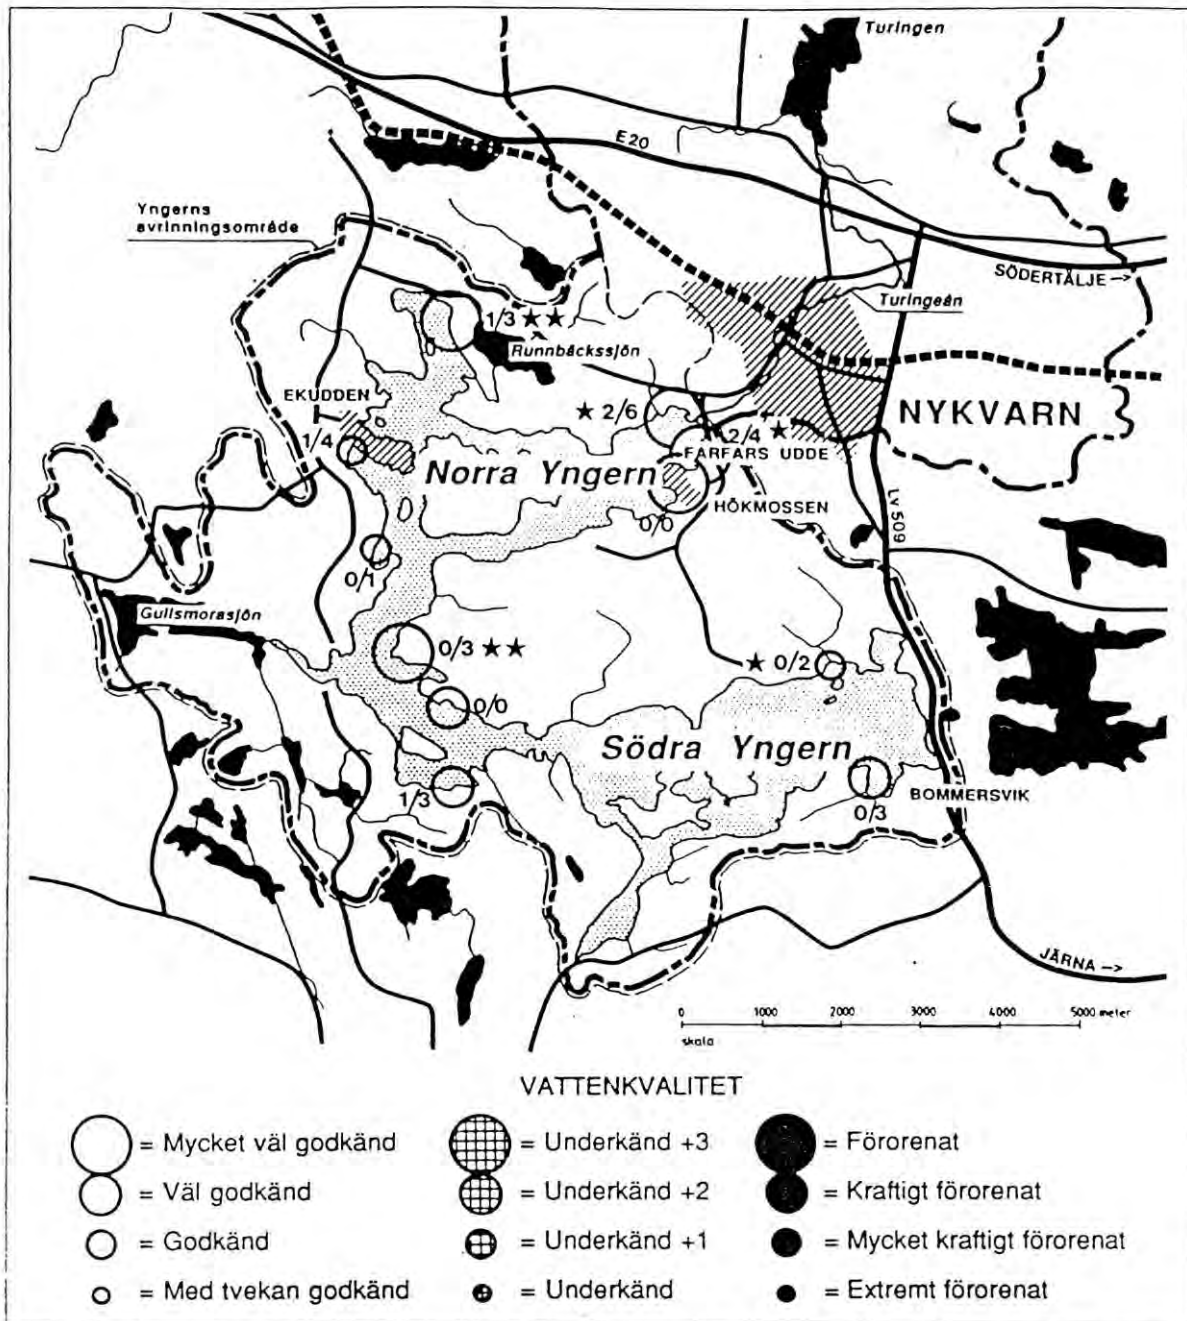 Turingen
E20
Yngerns
avrinningsområde
SÖDERTÄLJE →
Turingeån
1/3 ★★
Runnbäckssjön
EKUDDEN
★ 2/6
NYKVARN
1/4
2/4 ★
FARFARS UDDE
Norra Yngern
HÖKMOSSEN
0/0
Lv 509
0/1
Gullsmorasjön
0/3 ★★
★ 0/2
0/0
Södra Yngern
1/3
BOMMERSVIK
0/3
JÄRNA →
0 1000 2000 3000 4000 5000 meter
skala
VATTENKVALITET
= Mycket väl godkänd = Underkänd +3 = Förorenat
= Väl godkänd = Underkänd +2 = Kraftigt förorenat
= Godkänd = Underkänd +1 = Mycket kraftigt förorenat
= Med tvekan godkänd = Underkänd = Extremt förorenat